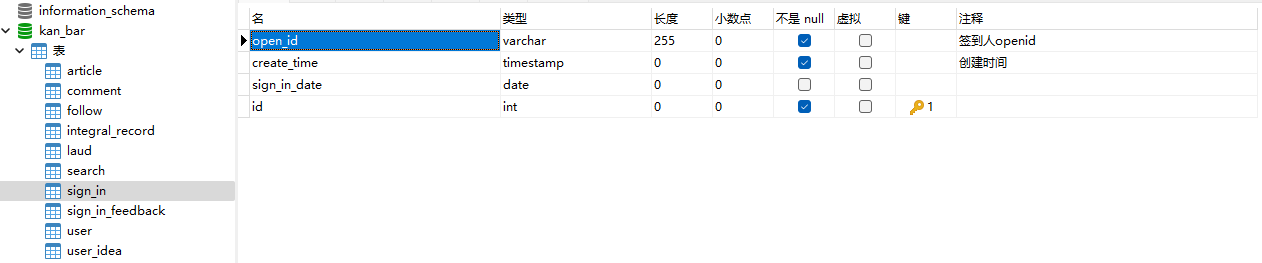 information_schema
kan_bar
表
article
comment
follow
integral_record
laud
search
sign_in
sign_in_feedback
user
user_idea
名 类型 长度 小数点 不是 null 虚拟 键 注释
open_id varchar 255 0 签到人openid
create_time timestamp 0 0 创建时间
sign_in_date date 0 0
id int 0 0 1